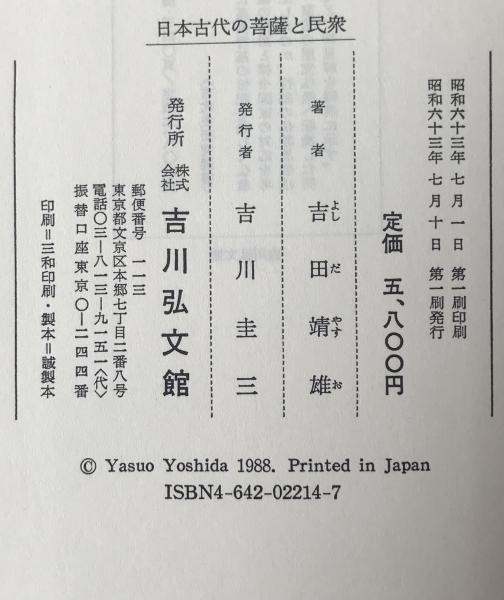 日本古代の菩薩と民衆
昭和六十三年七月一日 第一刷印刷
昭和六十三年七月十日 第一刷発行
定価 五、八〇〇円
著者 吉田靖雄
よし だ やす お
発行者 吉川圭三
発行所 株式会社 吉川弘文館
郵便番号 一一三
東京都文京区本郷七丁目二番八号
電話〇三―八一三―九一五一〈代〉
振替口座東京〇―二四四番
印刷＝三和印刷・製本＝誠製本
© Yasuo Yoshida 1988. Printed in Japan
ISBN4-642-02214-7